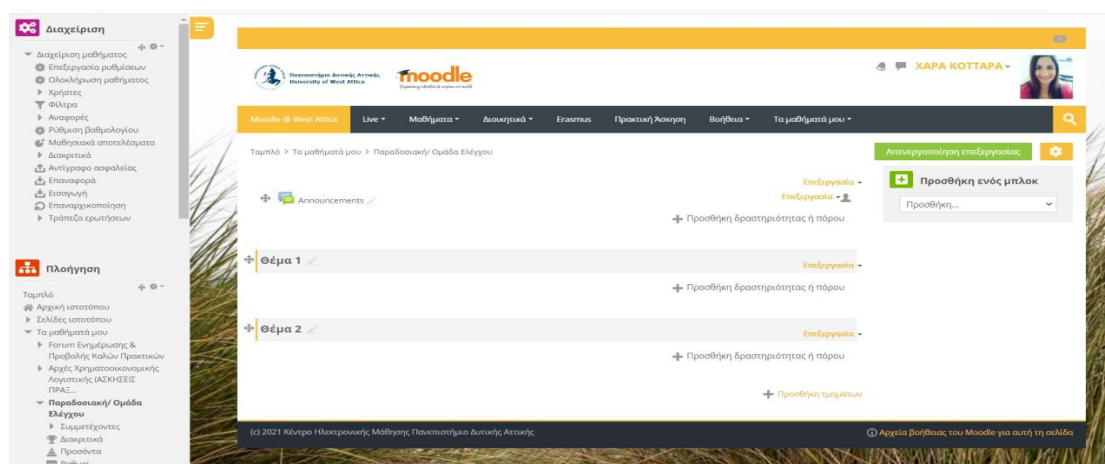 Διαχείριση
Διαχείριση μαθήματος
Επεξεργασία ρυθμίσεων
Ολοκλήρωση μαθήματος
Χρήστες
Φίλτρα
Αναφορές
Ρύθμιση βαθμολογίου
Μαθησιακά αποτελέσματα
Διακριτικά
Αντίγραφο ασφαλείας
Επαναφορά
Εισαγωγή
Επαναρχικοποίηση
Τράπεζα ερωτήσεων
Πλοήγηση
Ταμπλό
Αρχική ιστοτόπου
Σελίδες ιστοτόπου
Τα μαθήματά μου
Forum Ενημέρωσης &
Προβολής Καλών Πρακτικών
Αρχές Χρηματοοικονομικής
Λογιστικής (ΑΣΚΗΣΕΙΣ
ΠΡΑΞ...
Παραδοσιακή/ Ομάδα
Ελέγχου
Συμμετέχοντες
Διακριτικά
Προσόντα
Πανεπιστήμιο Δυτικής Αττικής
University of West Attica
moodle
ΧΑΡΑ ΚΟΤΤΑΡΑ
Moodle @ West Attica Live Μαθήματα Διοικητικά Erasmus Πρακτική Άσκηση Βοήθεια Τα μαθήματά μου
Ταμπλό > Τα μαθήματά μου > Παραδοσιακή/ Ομάδα Ελέγχου
Απενεργοποίηση επεξεργασίας
Επεξεργασία
Announcements Επεξεργασία
Προσθήκη δραστηριότητας ή πόρου
Θέμα 1
Επεξεργασία
Προσθήκη δραστηριότητας ή πόρου
Θέμα 2
Επεξεργασία
Προσθήκη δραστηριότητας ή πόρου
Προσθήκη τμημάτων
Προσθήκη ενός μπλοκ
Προσθήκη...
(c) 2021 Κέντρο Ηλεκτρονικής Μάθησης Πανεπιστήμιο Δυτικής Αττικής
Αρχεία βοήθειας του Moodle για αυτή τη σελίδα